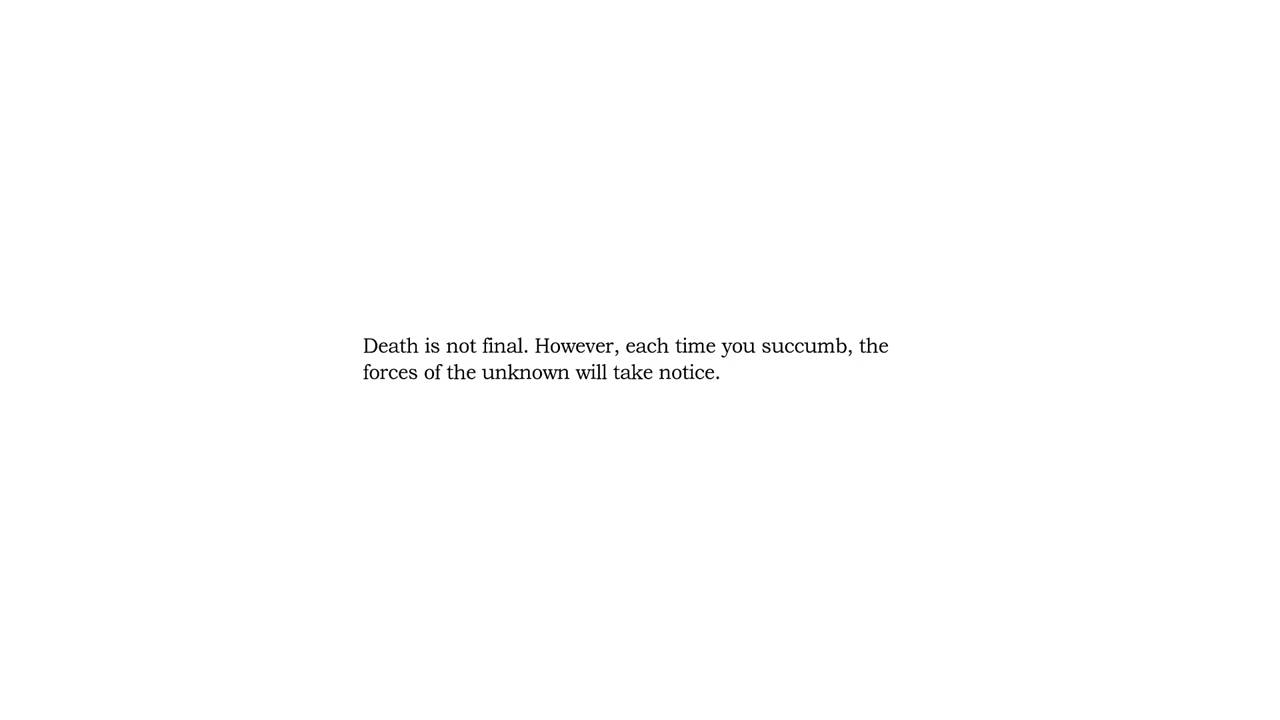 Death is not final. However, each time you succumb, the
forces of the unknown will take notice.